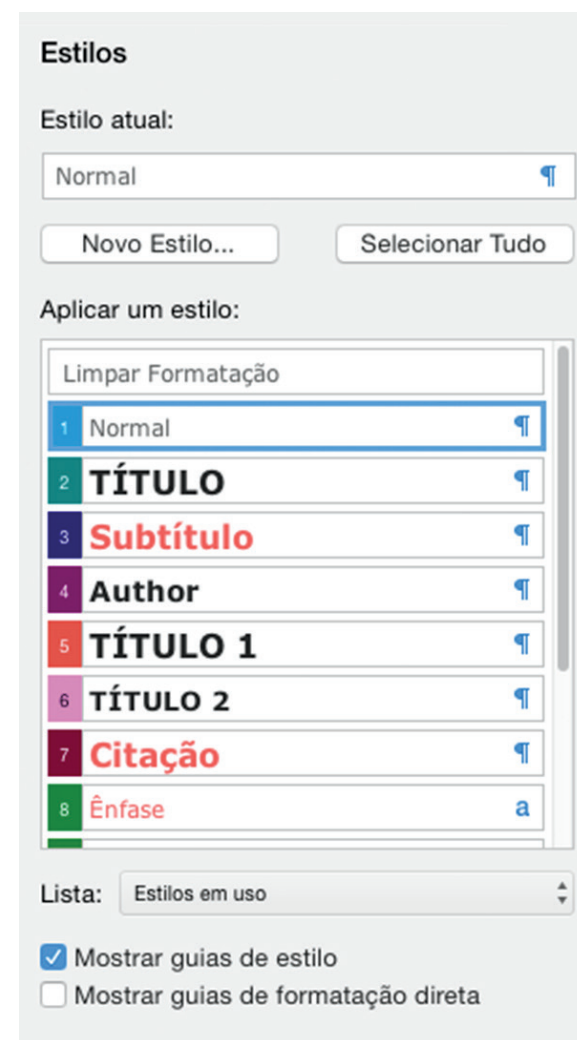 Estilos
Estilo atual:
Normal ¶
Novo Estilo... Selecionar Tudo
Aplicar um estilo:
Limpar Formatação
1 Normal ¶
2 TÍTULO ¶
3 Subtítulo ¶
4 Author ¶
5 TÍTULO 1 ¶
6 TÍTULO 2 ¶
7 Citação ¶
8 Ênfase a
Lista: Estilos em uso
Mostrar guias de estilo
Mostrar guias de formatação direta